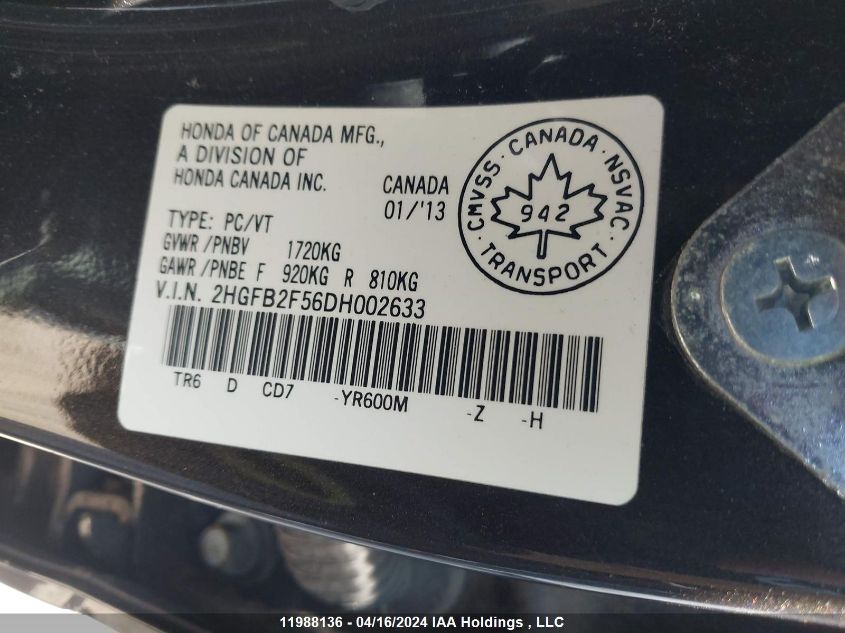 HONDA OF CANADA MFG.,
A DIVISION OF
HONDA CANADA INC.
CANADA
01/'13
TYPE: PC/VT
GVWR/PNBV 1720KG
GAWR/PNBE F 920KG R 810KG
V.I.N. 2HGFB2F56DH002633
TR6 D CD7 -YR600M -Z -H
CMVSS · CANADA · NSVAC · TRANSPORT ·
942
11988136 - 04/16/2024 IAA Holdings , LLC